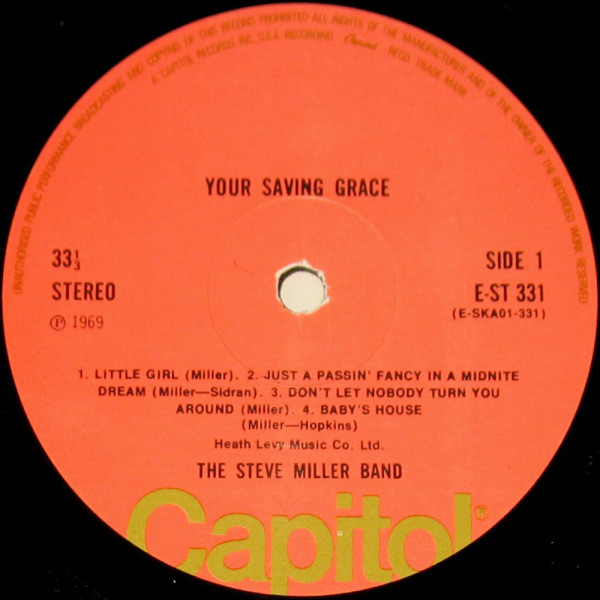 UNAUTHORISED PUBLIC PERFORMANCE BROADCASTING AND COPYING OF THIS RECORD PROHIBITED·ALL RIGHTS OF THE MANUFACTURER AND OF THE OWNER OF THE RECORDED WORK RESERVED
A CAPITOL RECORDS INC. U.S.A. RECORDING. Capitol REGD TRADE MARK
YOUR SAVING GRACE
33⅓ SIDE 1
STEREO E-ST 331
℗ 1969 (E-SKA01-331)
1. LITTLE GIRL (Miller). 2. JUST A PASSIN' FANCY IN A MIDNITE
DREAM (Miller—Sidran). 3. DON'T LET NOBODY TURN YOU
AROUND (Miller). 4. BABY'S HOUSE
(Miller—Hopkins)
Heath Levy Music Co. Ltd.
THE STEVE MILLER BAND
Capitol®